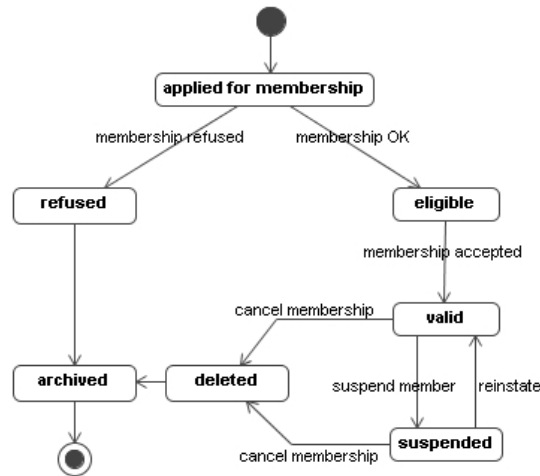 applied for membership
membership refused
membership OK
refused
eligible
membership accepted
cancel membership
valid
archived
deleted
suspend member
reinstate
cancel membership
suspended